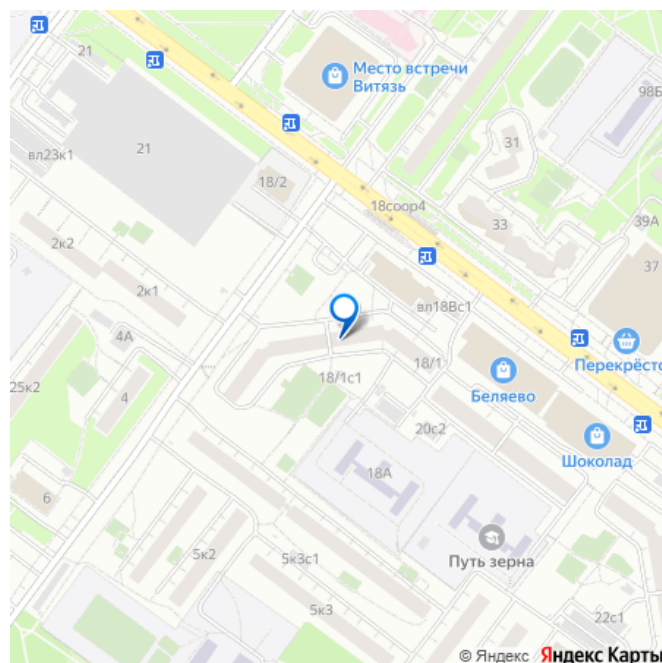 21
Место встречи
Витязь
98Б
31
вл23к1
21
18/2
18соор4
33
39А
37
2к2
2к1
вл18Вс1
4А
Перекрёсто
18/1
25к2
4
18/1с1
Беляево
20с2
Шоколад
18А
6
Путь зерна
5к2
5к3с1
5к3
22с1
© Яндекс Яндекс Карты